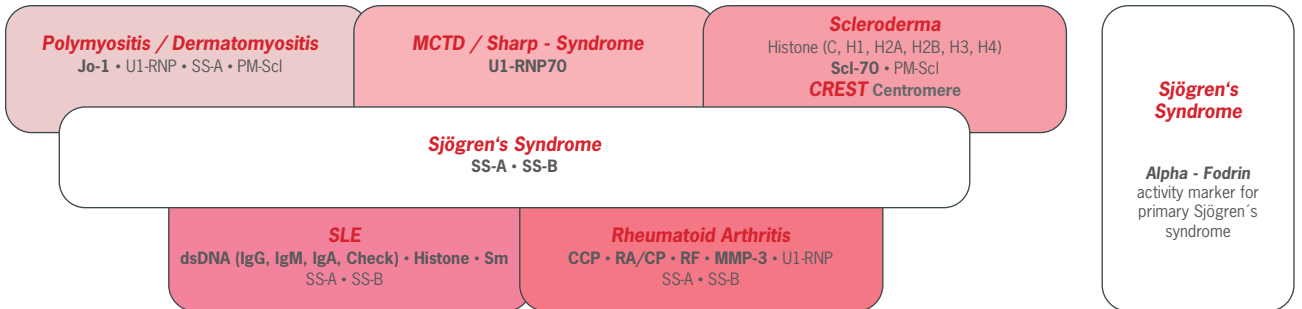 Polymyositis / Dermatomyositis
Jo-1 • U1-RNP • SS-A • PM-Scl
MCTD / Sharp - Syndrome
U1-RNP70
Scleroderma
Histone (C, H1, H2A, H2B, H3, H4)
Scl-70 • PM-Scl
CREST Centromere
Sjögren‘s Syndrome
SS-A • SS-B
SLE
dsDNA (IgG, IgM, IgA, Check) • Histone • Sm
SS-A • SS-B
Rheumatoid Arthritis
CCP • RA/CP • RF • MMP-3 • U1-RNP
SS-A • SS-B
Sjögren‘s
Syndrome
Alpha - Fodrin
activity marker for
primary Sjögren´s
syndrome